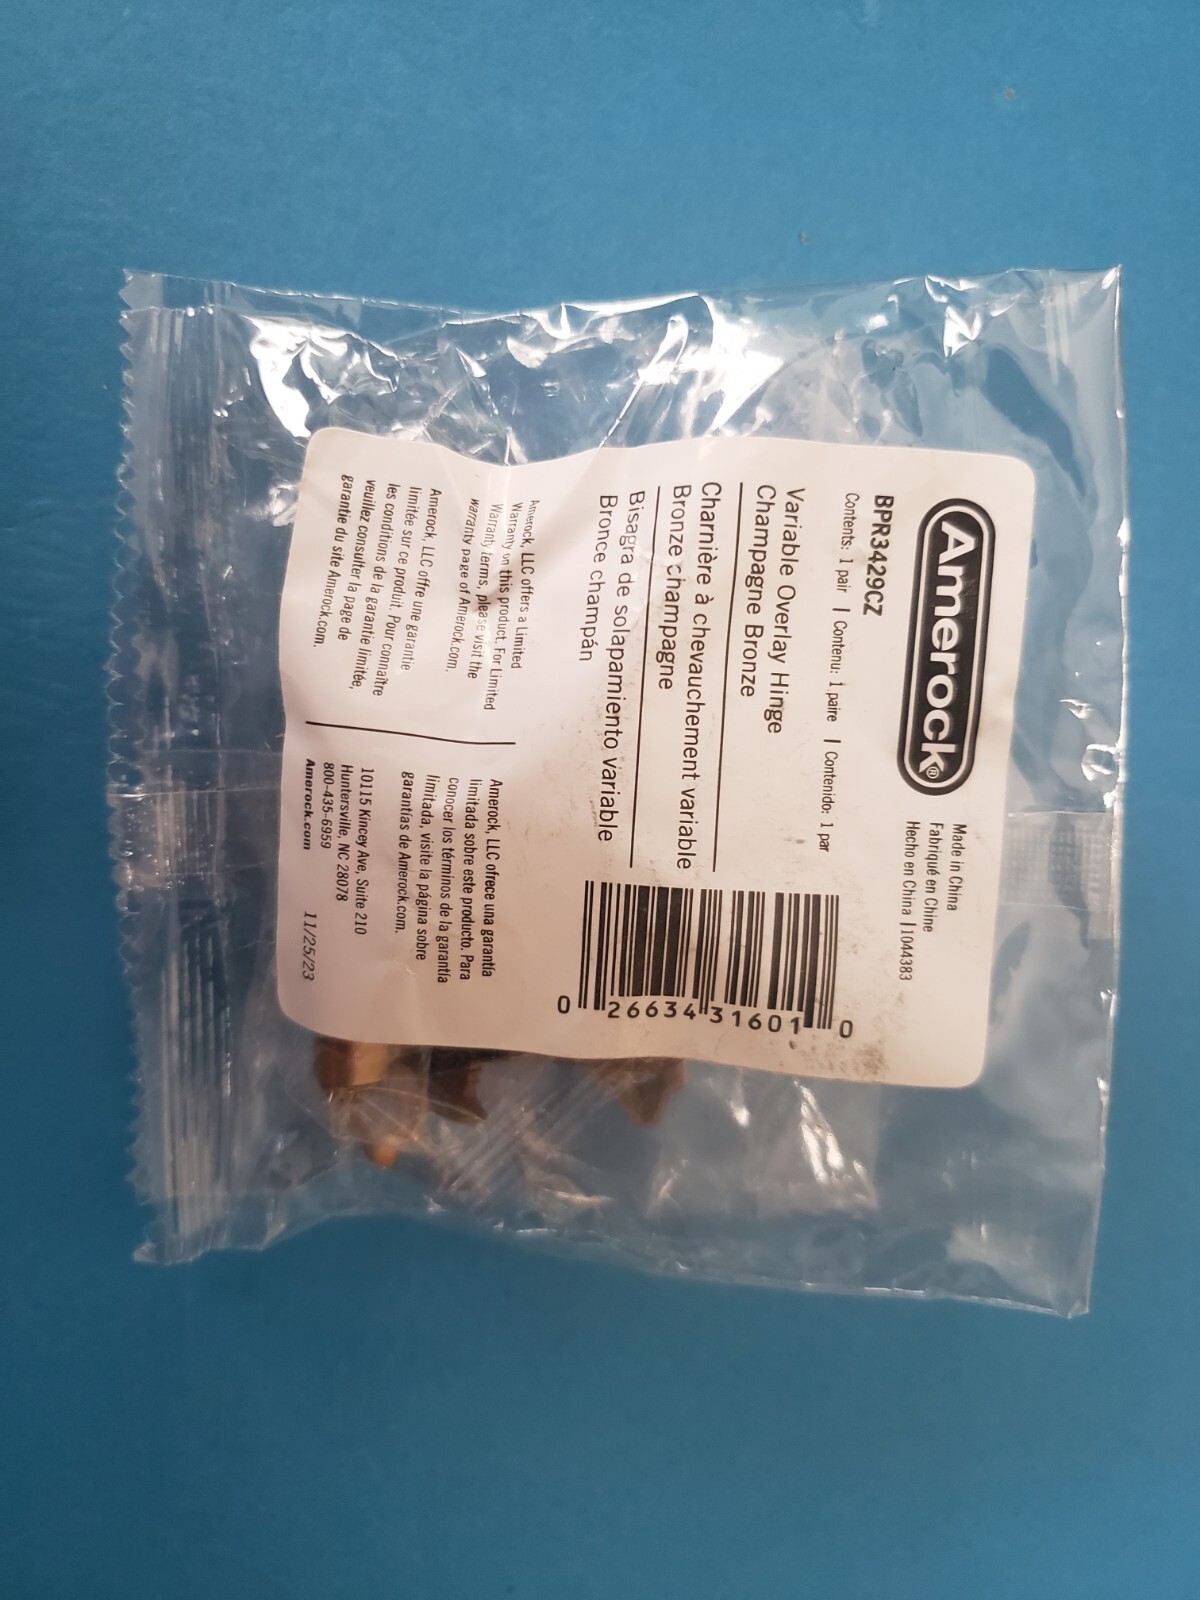 Amerock®
Made in China
Fabriqué en Chine
Hecho en China | 1044383
BPR3429CZ
Contents: 1 pair | Contenu: 1 paire | Contenido: 1 par
Variable Overlay Hinge
Champagne Bronze
Charnière à chevauchement variable
Bronze champagne
Bisagra de solapamiento variable
Bronce champán
0 26634 31601 0
Amerock, LLC offers a Limited
Warranty on this product. For Limited
Warranty terms, please visit the
warranty page of Amerock.com.
Amerock, LLC offre une garantie
limitée sur ce produit. Pour connaître
les conditions de la garantie limitée,
veuillez consulter la page de
garantie du site Amerock.com.
Amerock, LLC ofrece una garantía
limitada sobre este producto. Para
conocer los términos de la garantía
limitada, visite la página sobre
garantías de Amerock.com.
10115 Kincey Ave, Suite 210
Huntersville, NC 28078
800-435-6959
Amerock.com 11/25/23